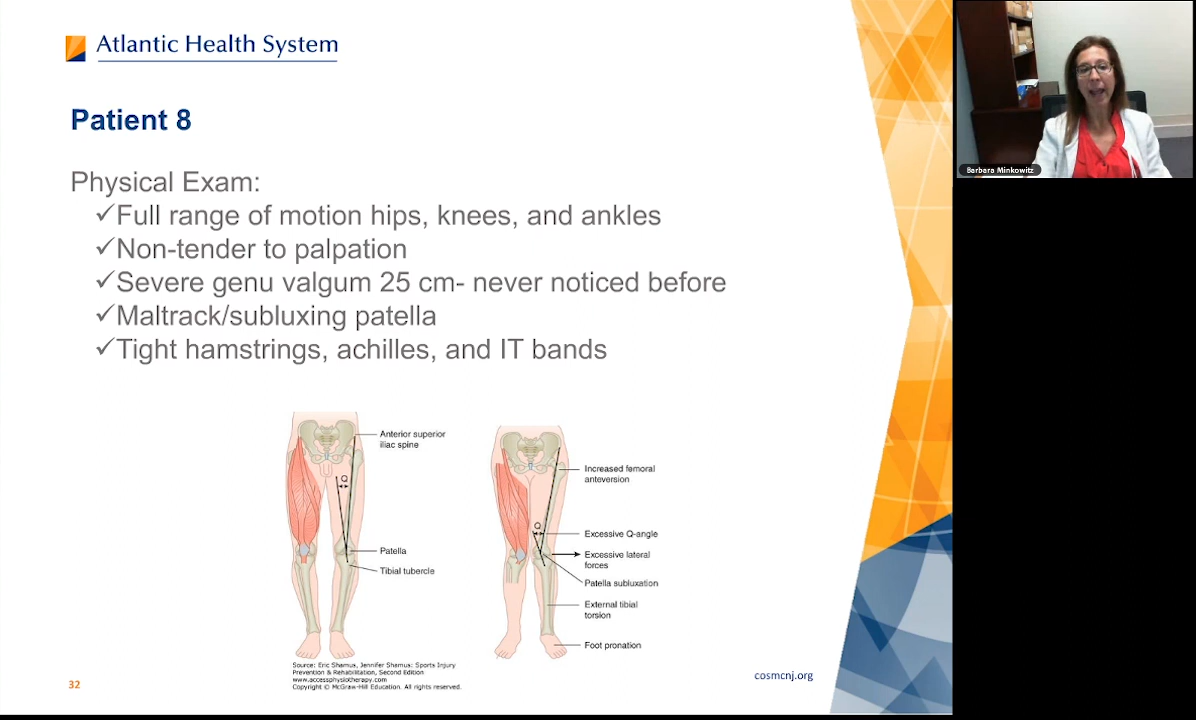 Atlantic Health System
Barbara Minkowitz
Patient 8
Physical Exam:
✓Full range of motion hips, knees, and ankles
✓Non-tender to palpation
✓Severe genu valgum 25 cm- never noticed before
✓Maltrack/subluxing patella
✓Tight hamstrings, achilles, and IT bands
Anterior superior
iliac spine
Q
Patella
Tibial tubercle
Increased femoral
anteversion
Q
Excessive Q-angle
Excessive lateral
forces
Patella subluxation
External tibial
torsion
Foot pronation
Source: Eric Shamus, Jennifer Shamus: Sports Injury
Prevention & Rehabilitation, Second Edition
www.accessphysiotherapy.com
Copyright © McGraw-Hill Education. All rights reserved.
32
cosmcnj.org